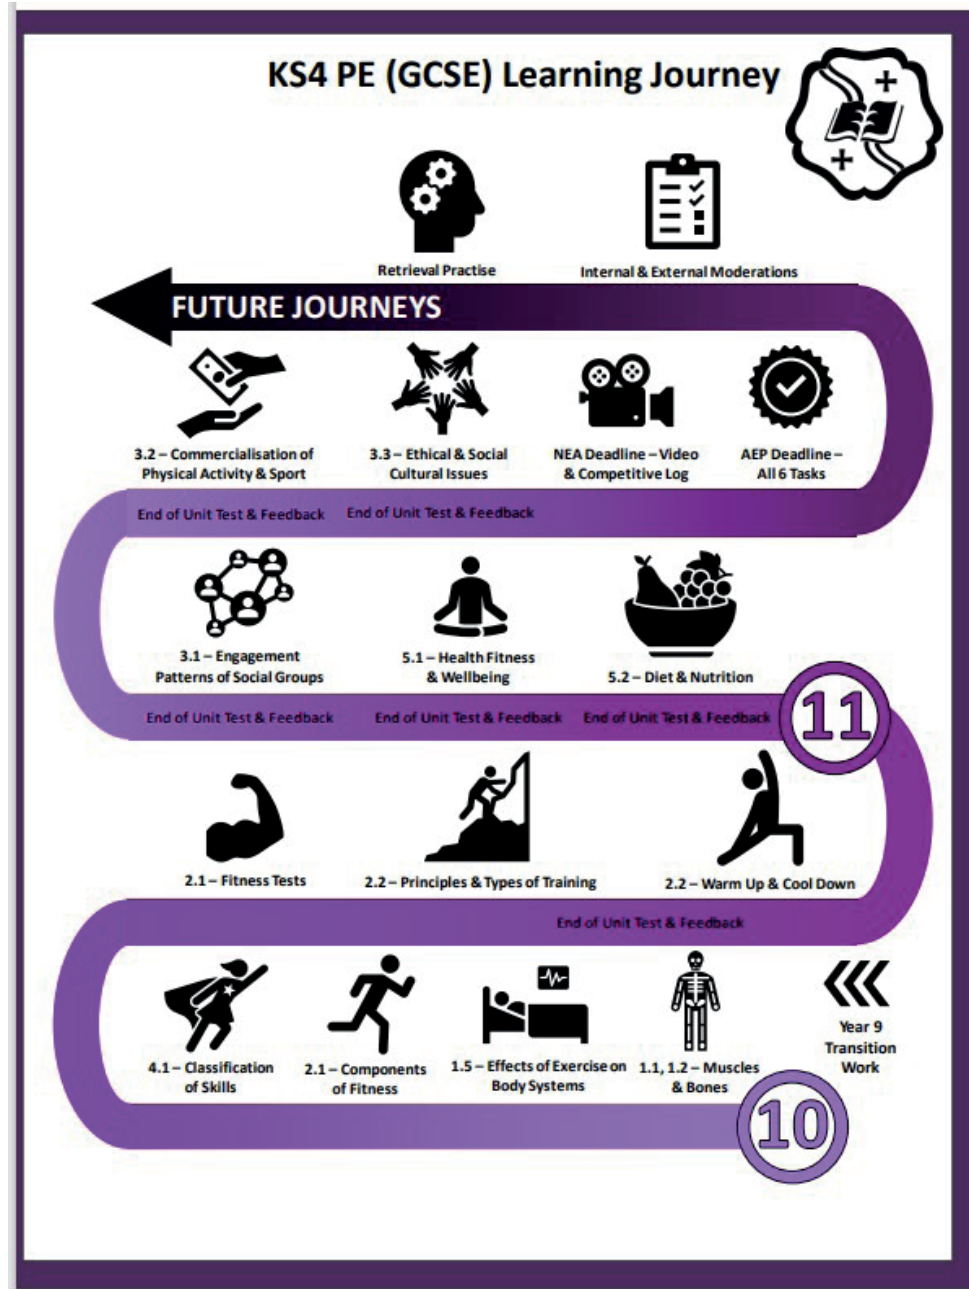 KS4 PE (GCSE) Learning Journey
Retrieval Practise
Internal & External Moderations
FUTURE JOURNEYS
3.2 – Commercialisation of
Physical Activity & Sport
3.3 – Ethical & Social
Cultural Issues
NEA Deadline – Video
& Competitive Log
AEP Deadline –
All 6 Tasks
End of Unit Test & Feedback
End of Unit Test & Feedback
3.1 – Engagement
Patterns of Social Groups
5.1 – Health Fitness
& Wellbeing
5.2 – Diet & Nutrition
End of Unit Test & Feedback
End of Unit Test & Feedback
End of Unit Test & Feedback
11
2.1 – Fitness Tests
2.2 – Principles & Types of Training
2.2 – Warm Up & Cool Down
End of Unit Test & Feedback
4.1 – Classification
of Skills
2.1 – Components
of Fitness
1.5 – Effects of Exercise on
Body Systems
1.1, 1.2 – Muscles
& Bones
Year 9
Transition
Work
10